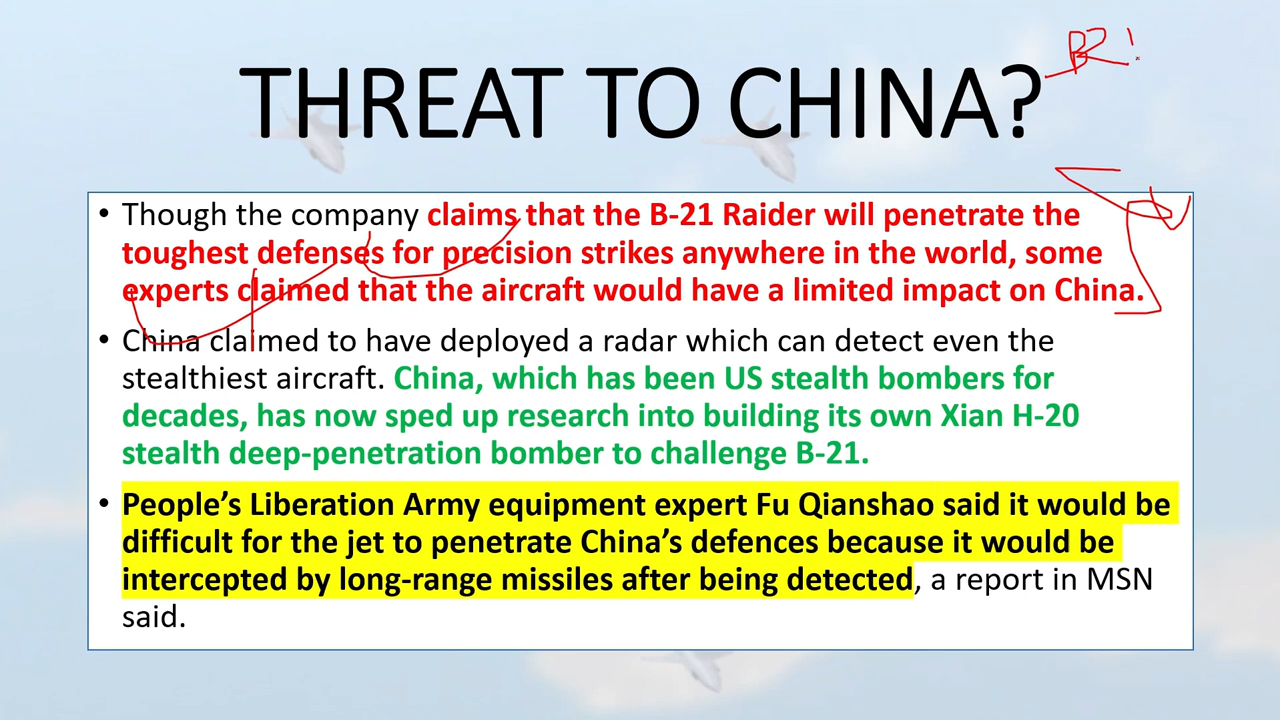 THREAT TO CHINA?
• Though the company claims that the B-21 Raider will penetrate the
toughest defenses for precision strikes anywhere in the world, some
experts claimed that the aircraft would have a limited impact on China.
• China claimed to have deployed a radar which can detect even the
stealthiest aircraft. China, which has been US stealth bombers for
decades, has now sped up research into building its own Xian H-20
stealth deep-penetration bomber to challenge B-21.
• People’s Liberation Army equipment expert Fu Qianshao said it would be
difficult for the jet to penetrate China’s defences because it would be
intercepted by long-range missiles after being detected, a report in MSN
said.